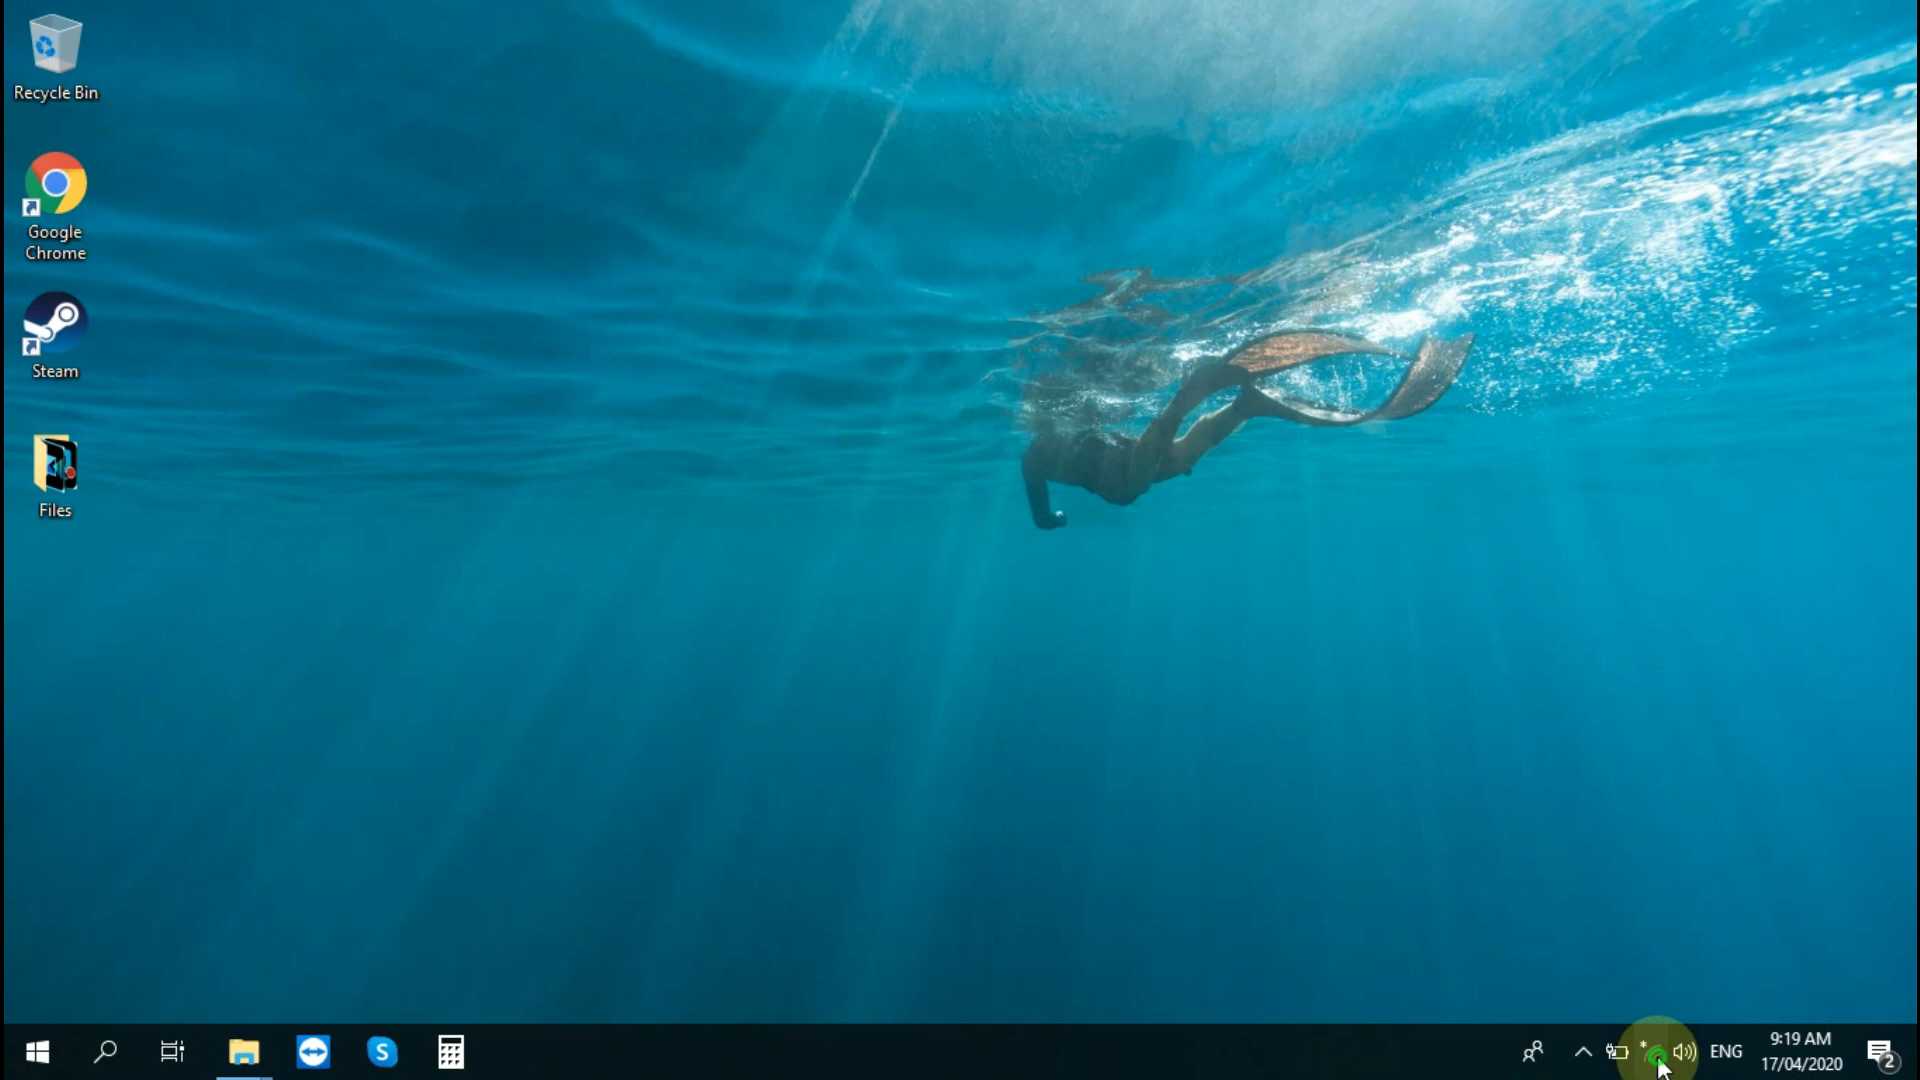 Recycle Bin
Google
Chrome
Steam
Files
S
ENG
9:19 AM
17/04/2020
2